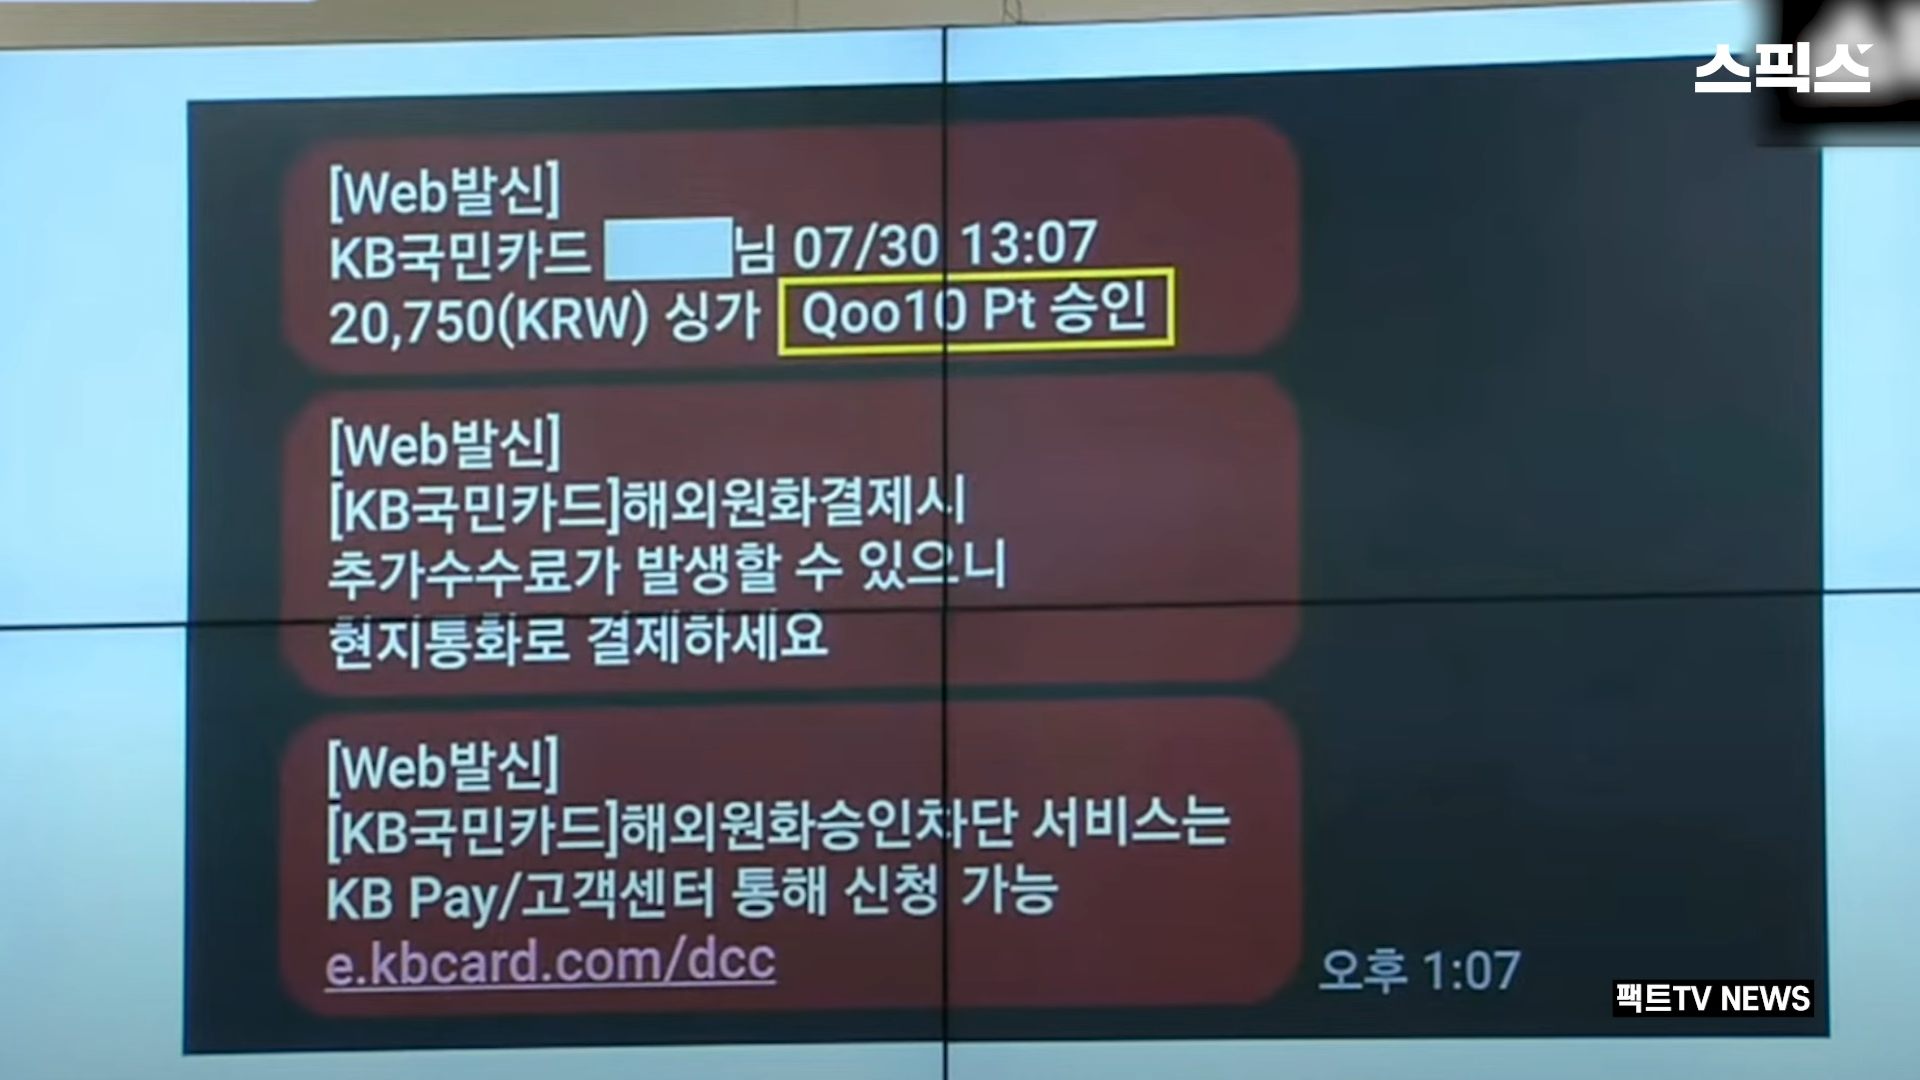 스픽스
[Web발신]
KB국민카드 님 07/30 13:07
20,750(KRW) 싱가 Qoo10 Pt 승인
[Web발신]
[KB국민카드]해외원화결제시
추가수수료가 발생할 수 있으니
현지통화로 결제하세요
[Web발신]
[KB국민카드]해외원화승인차단 서비스는
KB Pay/고객센터 통해 신청 가능
e.kbcard.com/dcc
오후 1:07
팩트TV NEWS